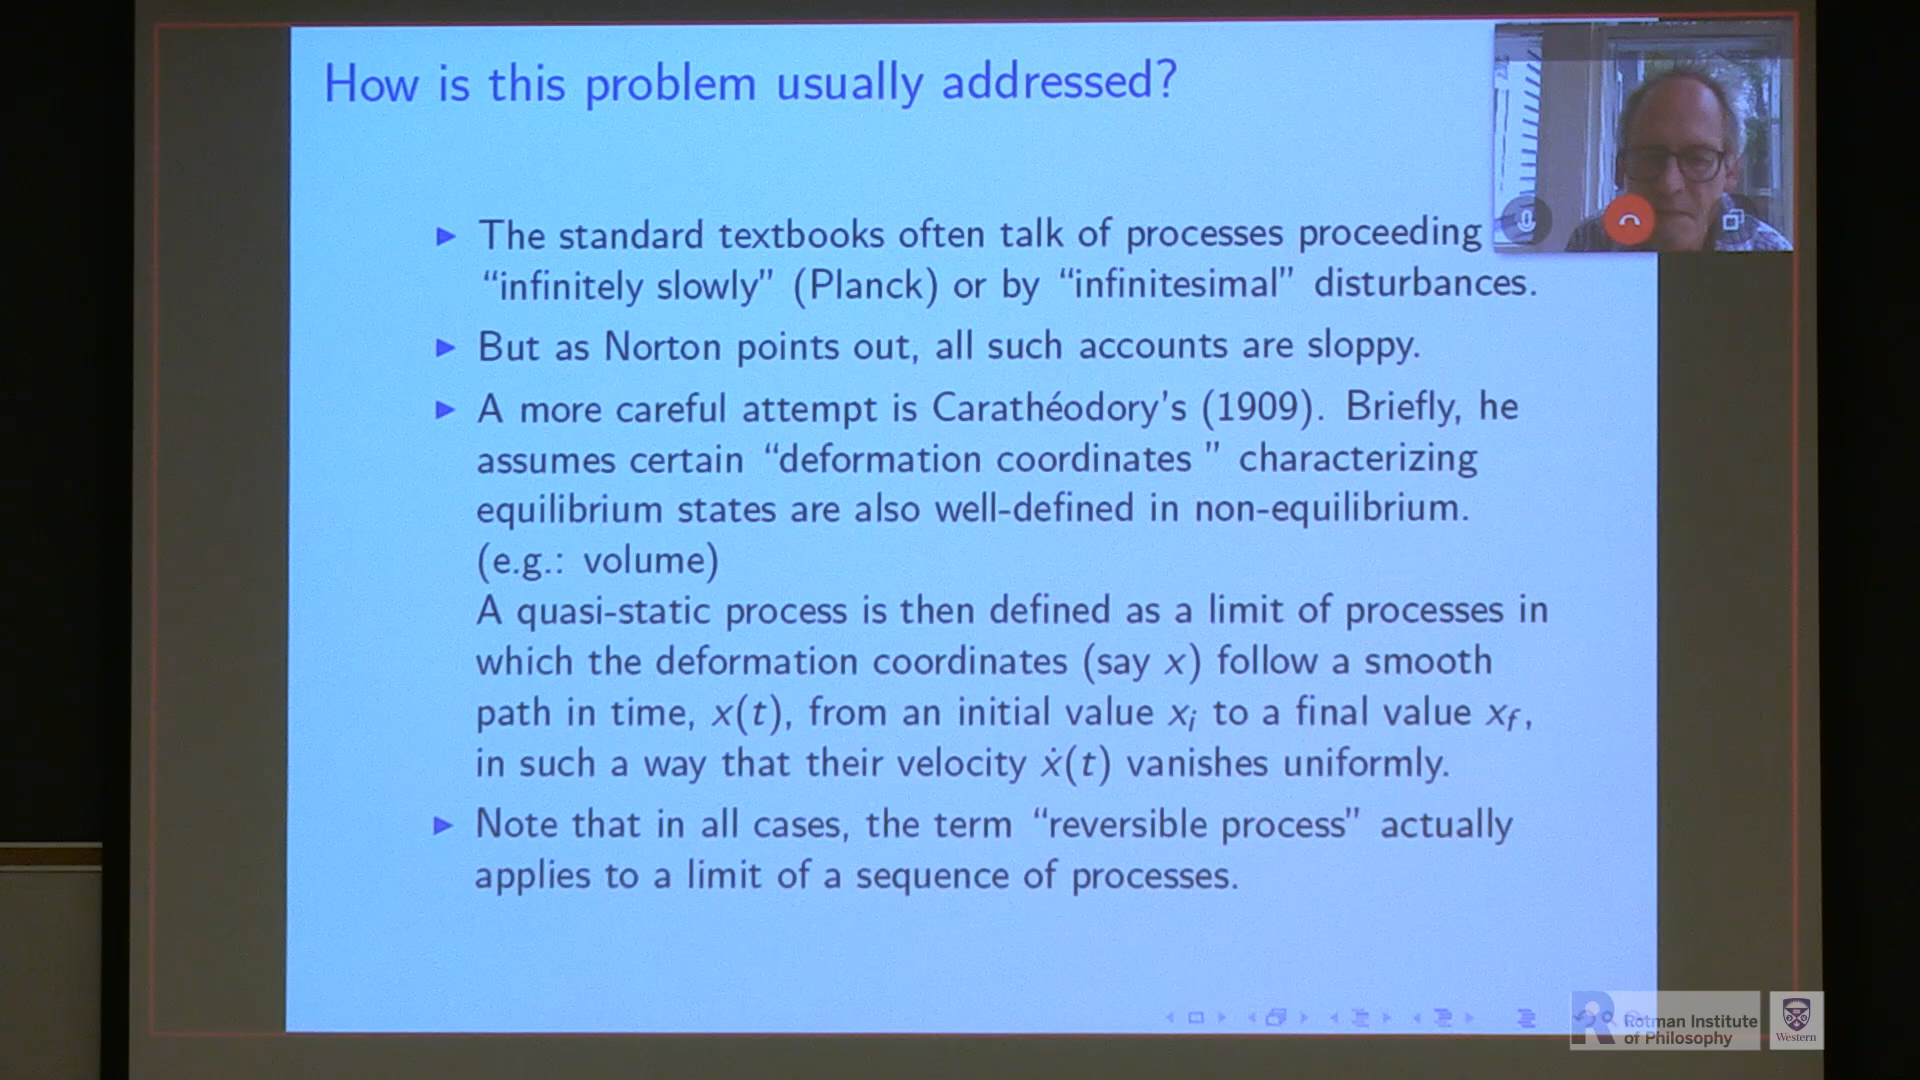 How is this problem usually addressed?
The standard textbooks often talk of processes proceeding
“infinitely slowly” (Planck) or by “infinitesimal” disturbances.
But as Norton points out, all such accounts are sloppy.
A more careful attempt is Carathéodory’s (1909). Briefly, he
assumes certain “deformation coordinates ” characterizing
equilibrium states are also well-defined in non-equilibrium.
(e.g.: volume)
A quasi-static process is then defined as a limit of processes in
which the deformation coordinates (say x) follow a smooth
path in time, x(t), from an initial value xᵢ to a final value x_f,
in such a way that their velocity ẋ(t) vanishes uniformly.
Note that in all cases, the term “reversible process” actually
applies to a limit of a sequence of processes.
R Rotman Institute
of Philosophy
Western